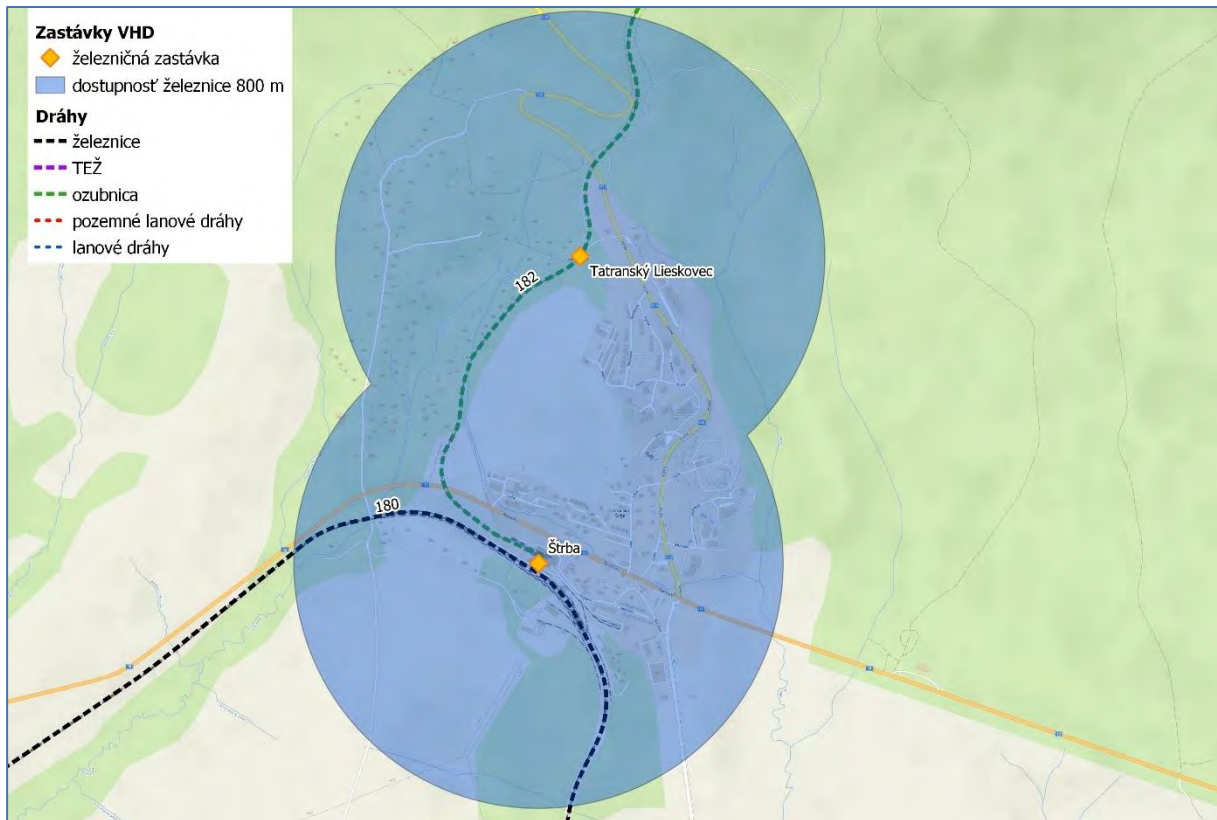 Zastávky VHD
železničná zastávka
dostupnosť železnice 800 m
Dráhy
železnice
TEŽ
ozubnica
pozemné lanové dráhy
lanové dráhy
Tatranský Lieskovec
182
180
Štrba